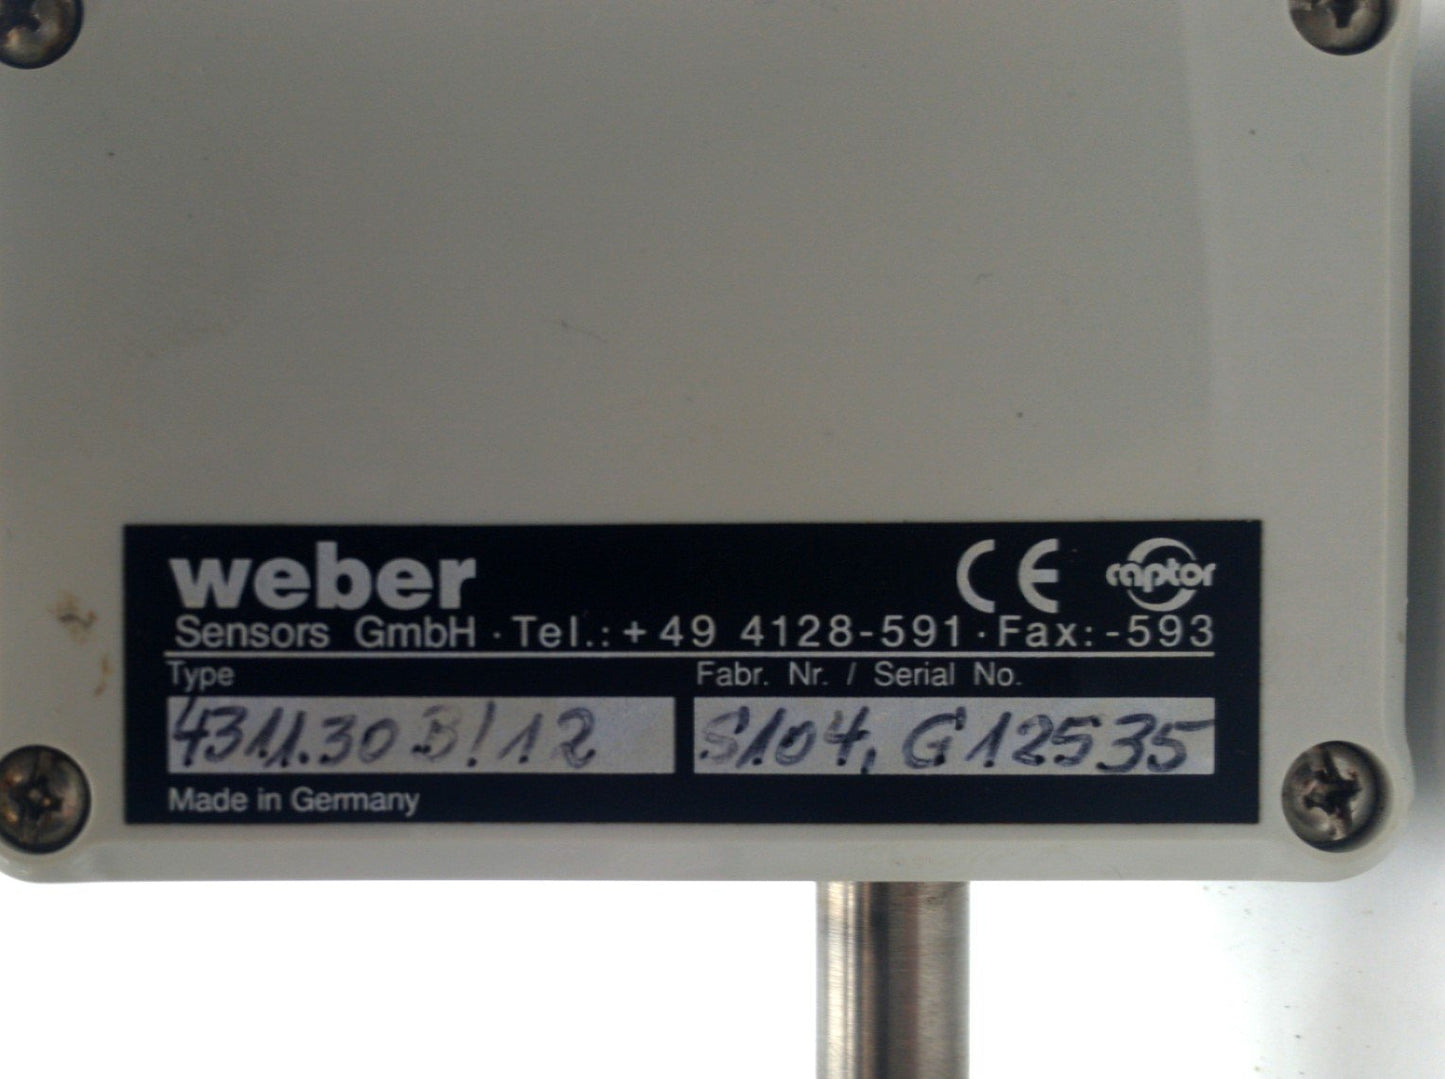 weber CE raptor
Sensors GmbH · Tel.: + 49 4128-591 · Fax: -593
Type Fabr. Nr. / Serial No.
4311.30 B/12 S104, G12535
Made in Germany